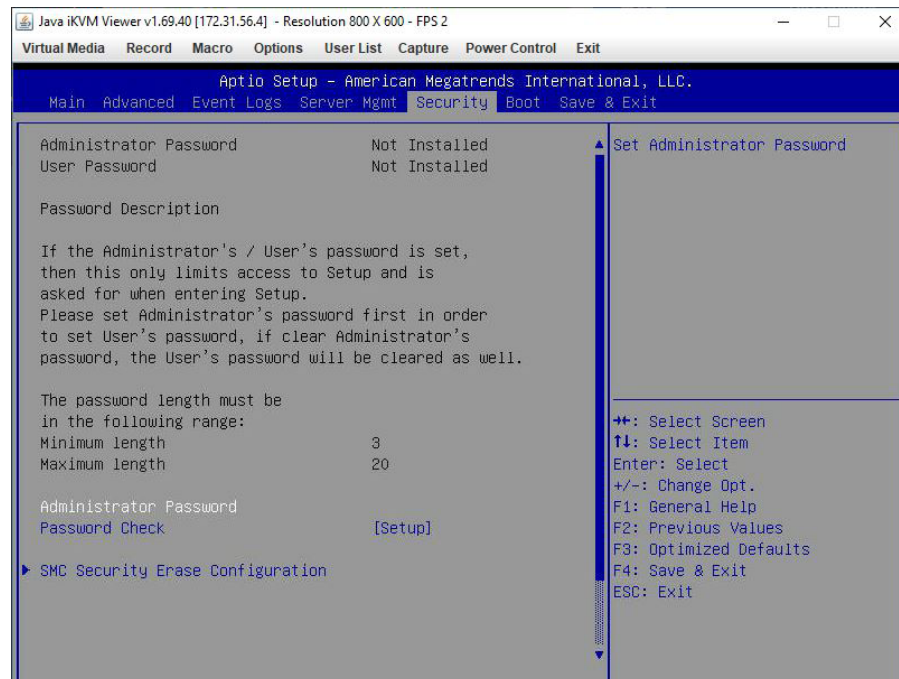 Java iKVM Viewer v1.69.40 [172.31.56.4] - Resolution 800 X 600 - FPS 2
Virtual Media Record Macro Options User List Capture Power Control Exit
Aptio Setup – American Megatrends International, LLC.
Main Advanced Event Logs Server Mgmt Security Boot Save & Exit
Administrator Password Not Installed
User Password Not Installed
Password Description
If the Administrator's / User's password is set,
then this only limits access to Setup and is
asked for when entering Setup.
Please set Administrator's password first in order
to set User's password, if clear Administrator's
password, the User's password will be cleared as well.
The password length must be
in the following range:
Minimum length 3
Maximum length 20
Administrator Password
Password Check [Setup]
SMC Security Erase Configuration
Set Administrator Password
→←: Select Screen
↑↓: Select Item
Enter: Select
+/-: Change Opt.
F1: General Help
F2: Previous Values
F3: Optimized Defaults
F4: Save & Exit
ESC: Exit